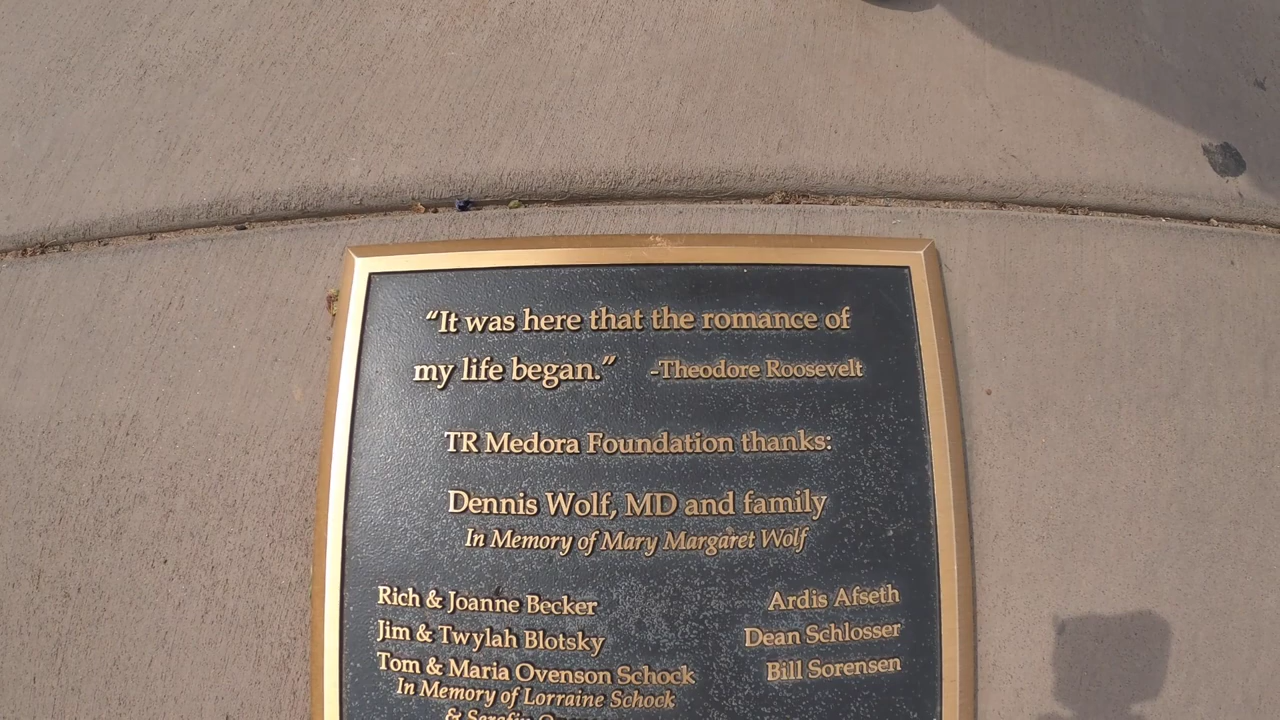 “It was here that the romance of
my life began.” -Theodore Roosevelt
TR Medora Foundation thanks:
Dennis Wolf, MD and family
In Memory of Mary Margaret Wolf
Rich & Joanne Becker
Ardis Afseth
Jim & Twylah Blotsky
Dean Schlosser
Tom & Maria Ovenson Schock
Bill Sorensen
In Memory of Lorraine Schock
& Serafin